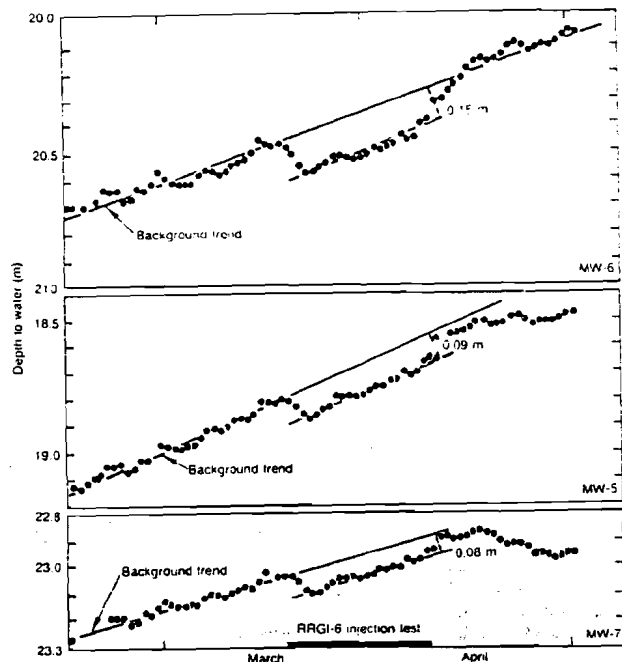 20.0
0.15 m
20.5
Background trend
MW-6
21.0
Depth to water (m)
18.5
0.09 m
19.0
Background trend
MW-5
22.8
Background trend
23.0
0.08 m
RRGI-6 injection test
23.3
MW-7
March
April